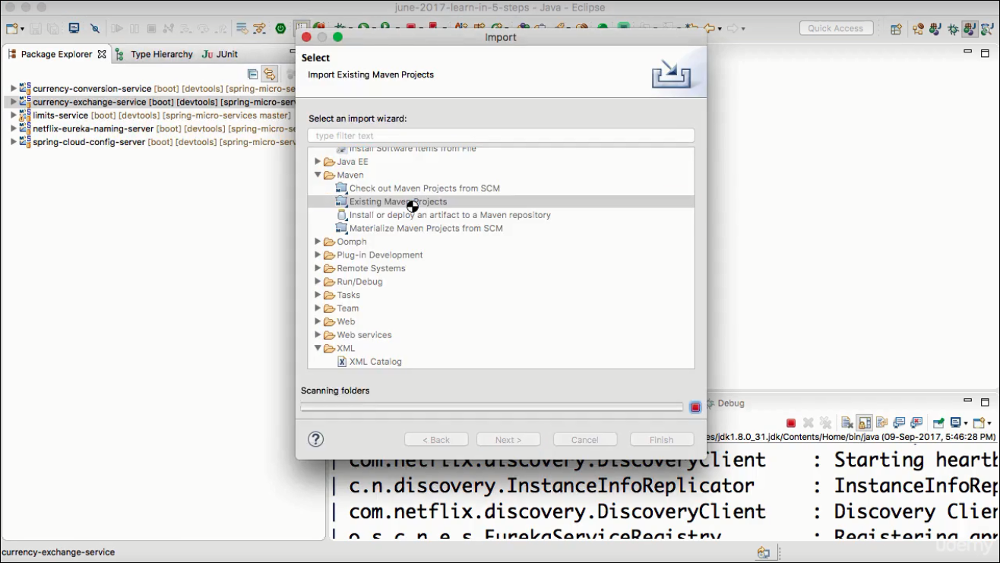 june-2017-learn-in-5-steps - Java - Eclipse
Quick Access
Package Explorer
Type Hierarchy
Ju JUnit
currency-conversion-service [boot] [devtools] [spring-micro-se
currency-exchange-service [boot] [devtools] [spring-micro-serv
limits-service [boot] [devtools] [spring-micro-services master]
netflix-eureka-naming-server [boot] [devtools] [spring-micro-s
spring-cloud-config-server [boot] [devtools] [spring-micro-ser
Import
Select
Import Existing Maven Projects
Select an import wizard:
type filter text
Install Software Items from File
Java EE
Maven
Check out Maven Projects from SCM
Existing Maven Projects
Install or deploy an artifact to a Maven repository
Materialize Maven Projects from SCM
Oomph
Plug-in Development
Remote Systems
Run/Debug
Tasks
Team
Web
Web services
XML
X XML Catalog
Scanning folders
?
< Back
Next >
Cancel
Finish
Debug
es/jdk1.8.0_31.jdk/Contents/Home/bin/java (09-Sep-2017, 5:46:28 PM)
| com.netflix.discovery.DiscoveryClient : Starting heartb
| c.n.discovery.InstanceInfoReplicator : InstanceInfoRep
| com.netflix.discovery.DiscoveryClient : Discovery Clien
| o.s.c.n.e.s.EurekaServiceRegistry : Registering app
currency-exchange-service
udemy